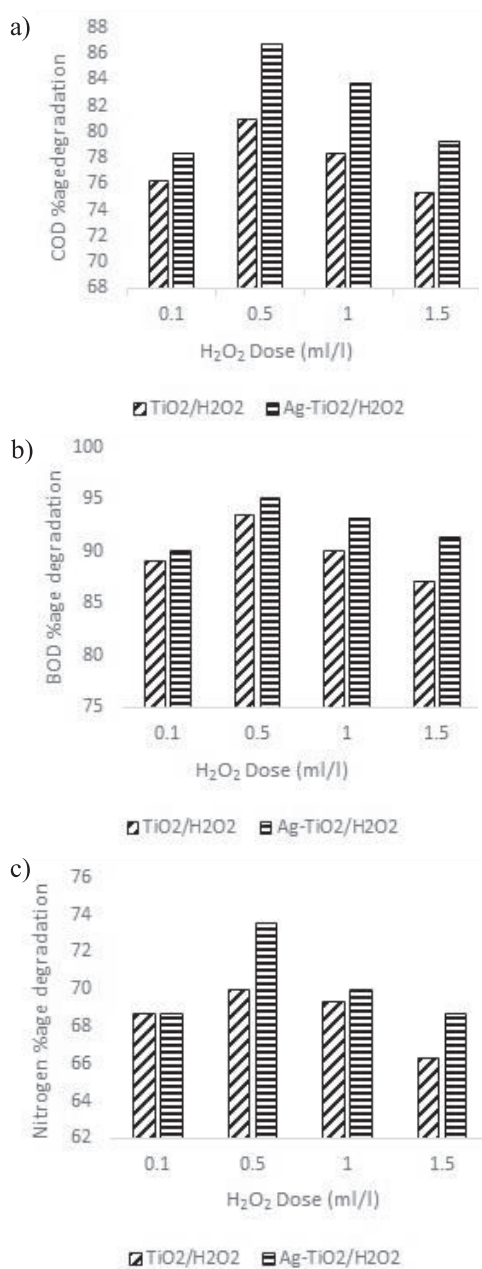 a)
88
86
84
82
80
78
76
74
72
70
68
COD %agedegradation
0.1 0.5 1 1.5
H₂O₂ Dose (ml/l)
TiO2/H2O2 Ag-TiO2/H2O2
b)
100
95
90
85
80
75
BOD %age degradation
0.1 0.5 1 1.5
H₂O₂ Dose (ml/l)
TiO2/H2O2 Ag-TiO2/H2O2
c)
76
74
72
70
68
66
64
62
Nitrogen %age degradation
0.1 0.5 1 1.5
H₂O₂ Dose (ml/l)
TiO2/H2O2 Ag-TiO2/H2O2